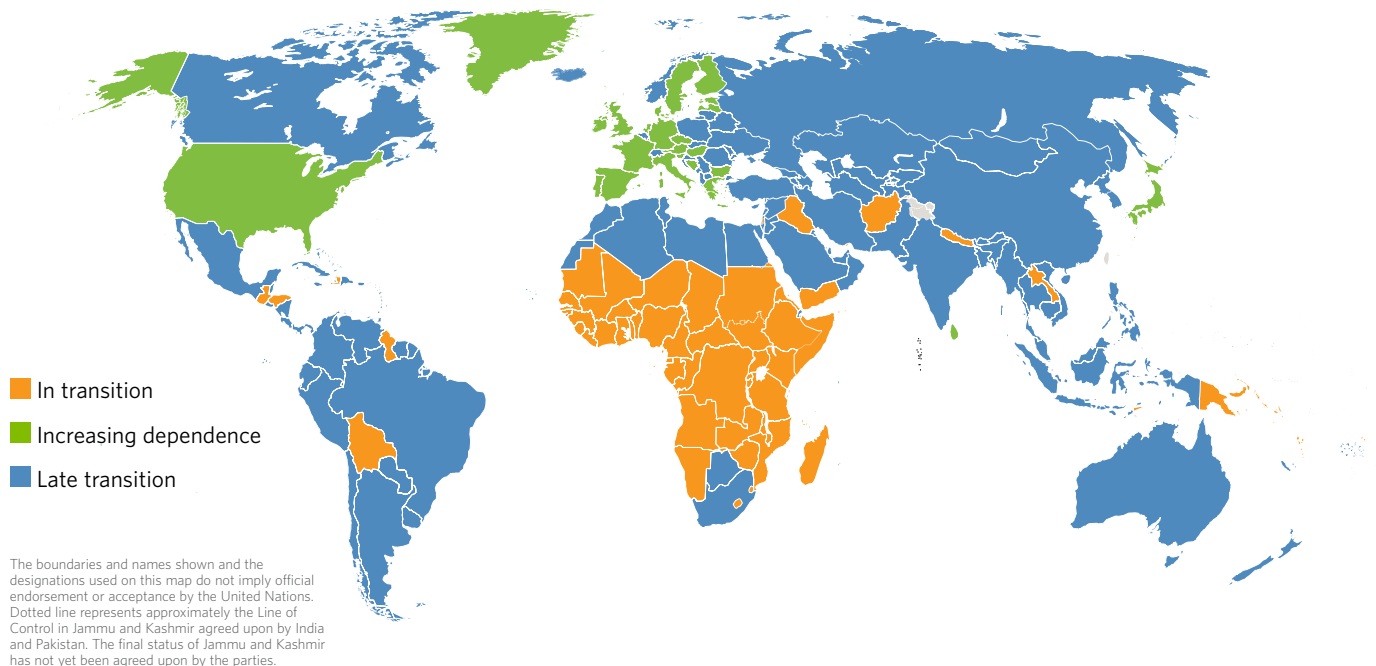 In transition
Increasing dependence
Late transition
The boundaries and names shown and the
designations used on this map do not imply official
endorsement or acceptance by the United Nations.
Dotted line represents approximately the Line of
Control in Jammu and Kashmir agreed upon by India
and Pakistan. The final status of Jammu and Kashmir
has not yet been agreed upon by the parties.